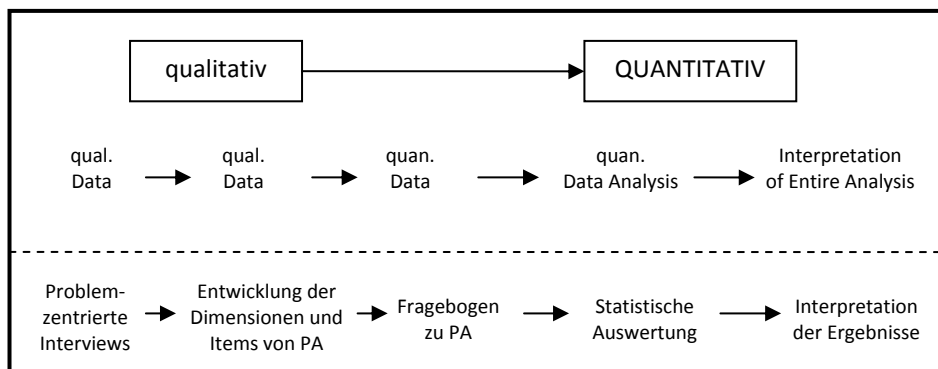 qualitativ
QUANTITATIV
qual.
Data
qual.
Data
quan.
Data
quan.
Data Analysis
Interpretation
of Entire Analysis
Problem-
zentrierte
Interviews
Entwicklung der
Dimensionen und
Items von PA
Fragebogen
zu PA
Statistische
Auswertung
Interpretation
der Ergebnisse